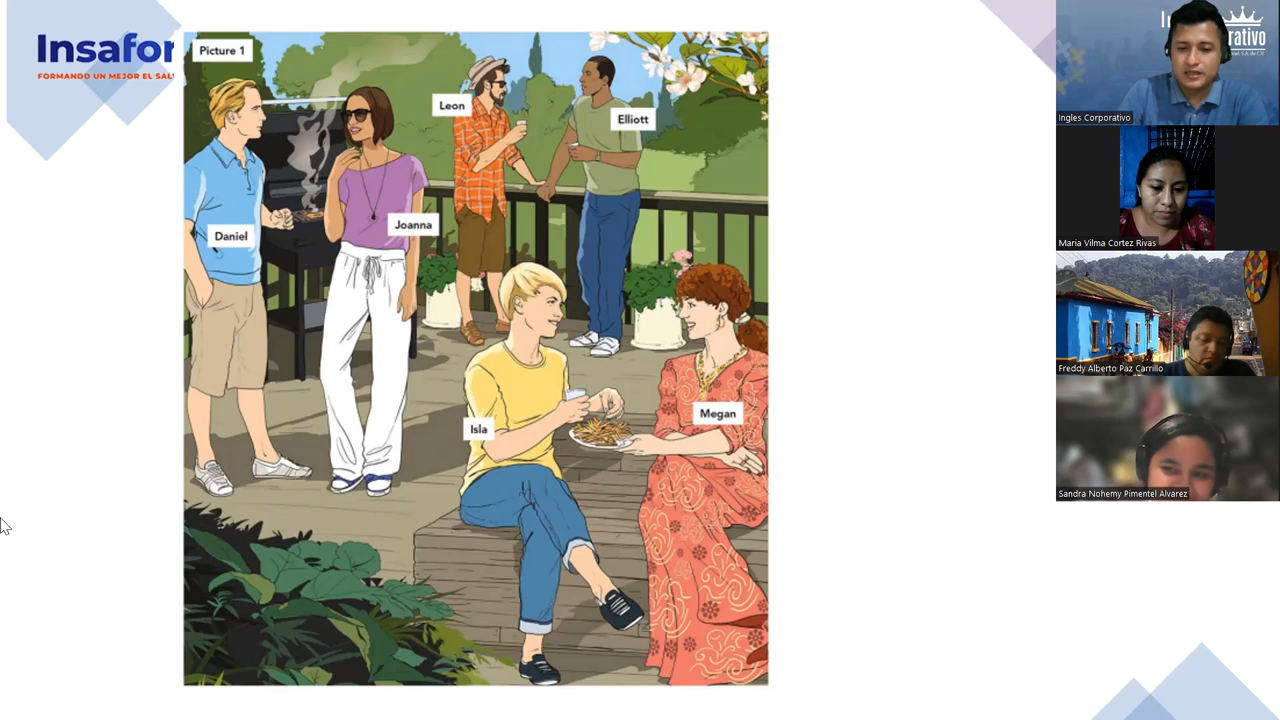 Insafor
FORMANDO UN MEJOR EL SAL
Picture 1
Leon
Elliott
Daniel
Joanna
Isla
Megan
In
rativo
Ingles Corporativo
Maria Vilma Cortez Rivas
Freddy Alberto Paz Carrillo
Sandra Nohemy Pimentel Alvarez